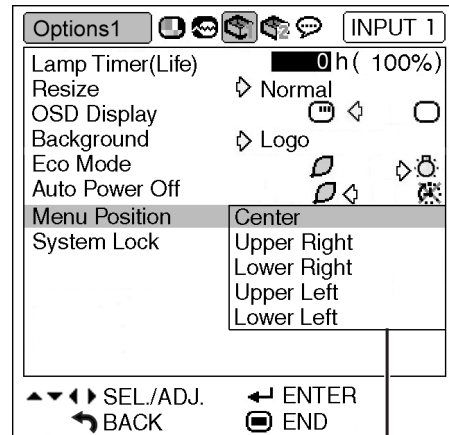 Options1 INPUT 1
Lamp Timer(Life) 0 h ( 100%)
Resize Normal
OSD Display
Background Logo
Eco Mode
Auto Power Off
Menu Position Center
System Lock Upper Right
Lower Right
Upper Left
Lower Left
SEL./ADJ. ENTER
BACK END